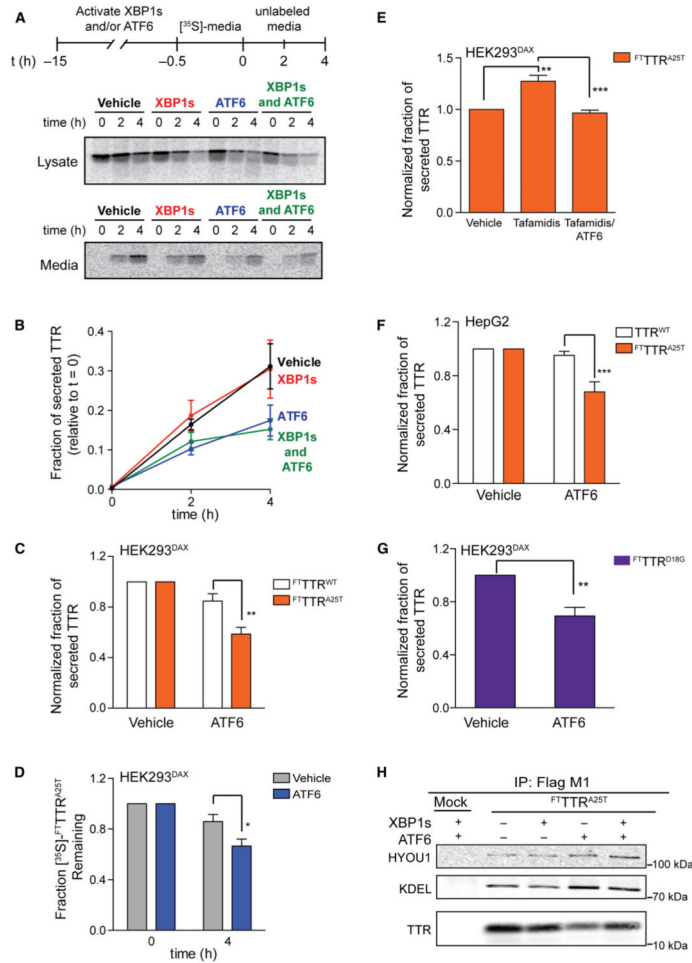 A
Activate XBP1s
and/or ATF6
[³⁵S]-media
unlabeled
media
t (h) –15 –0.5 0 2 4
Vehicle XBP1s ATF6 XBP1s
and ATF6
time (h) 0 2 4 0 2 4 0 2 4 0 2 4
Lysate
Vehicle XBP1s ATF6 XBP1s
and ATF6
time (h) 0 2 4 0 2 4 0 2 4 0 2 4
Media
B
Fraction of secreted TTR
(relative to t = 0)
0.4
0.3
0.2
0.1
0.0
Vehicle
XBP1s
ATF6
XBP1s
and
ATF6
0 2 4
time (h)
C
HEK293ᴰᴬˣ
Normalized fraction of
secreted TTR
1.2
0.8
0.4
0.0
**
ᶠᵀTTRᵂᵀ
ᶠᵀTTRᴬ²⁵ᵀ
Vehicle ATF6
D
HEK293ᴰᴬˣ
Fraction [³⁵S]-ᶠᵀTTRᴬ²⁵ᵀ
Remaining
1.2
0.8
0.4
0.0
*
Vehicle
ATF6
0 4
time (h)
E
HEK293ᴰᴬˣ
Normalized fraction of
secreted TTR
1.5
1.0
0.5
0.0
**
***
ᶠᵀTTRᴬ²⁵ᵀ
Vehicle Tafamidis Tafamidis/
ATF6
F
HepG2
Normalized fraction of
secreted TTR
1.2
0.8
0.4
0.0
***
TTRᵂᵀ
ᶠᵀTTRᴬ²⁵ᵀ
Vehicle ATF6
G
HEK293ᴰᴬˣ
Normalized fraction of
secreted TTR
1.2
0.8
0.4
0.0
**
ᶠᵀTTRᴰ¹⁸ᴳ
Vehicle ATF6
H
IP: Flag M1
Mock ᶠᵀTTRᴬ²⁵ᵀ
XBP1s + – + – +
ATF6 + – – + +
HYOU1 –100 kDa
KDEL –70 kDa
TTR –10 kDa